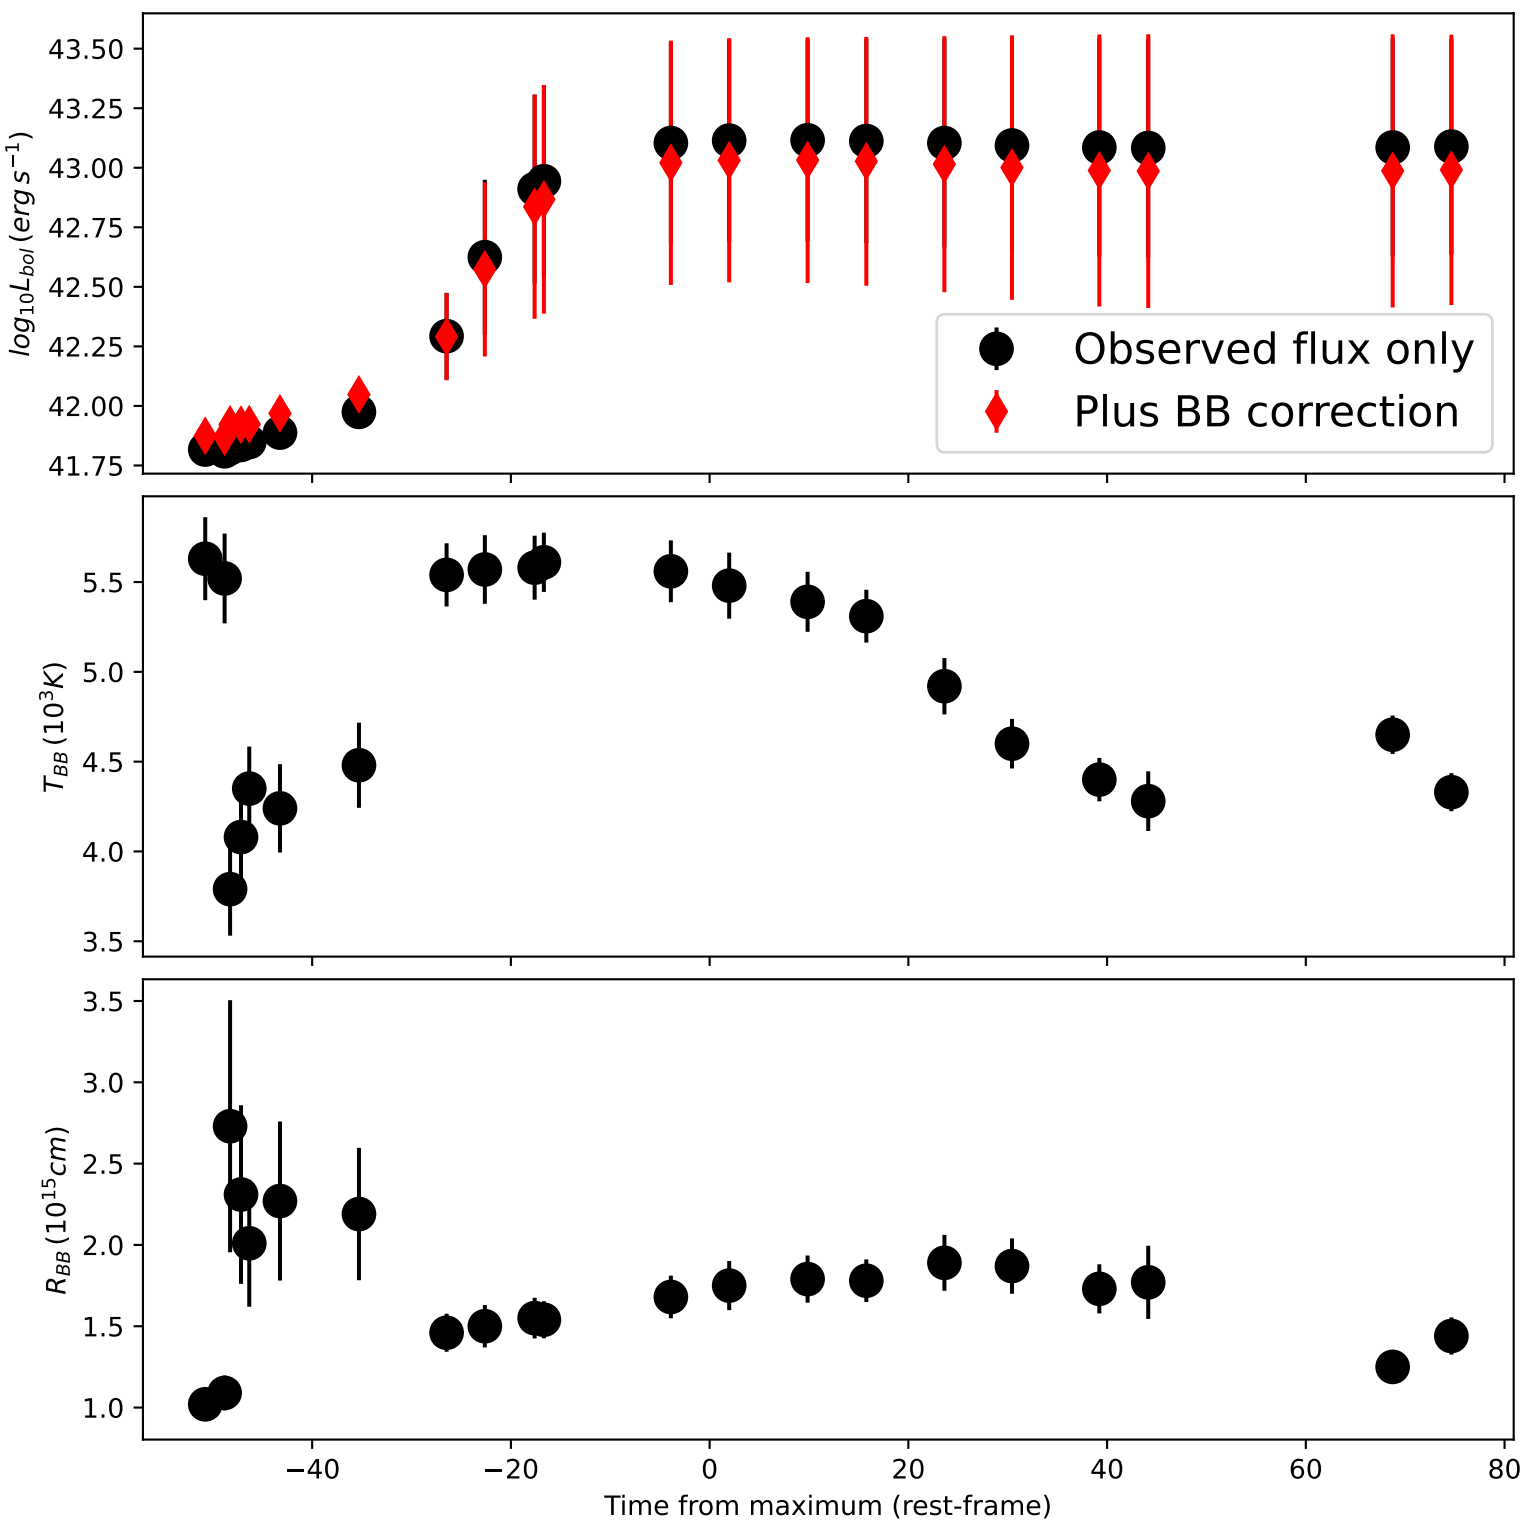 43.50
43.25
43.00
42.75
42.50
42.25
42.00
41.75
log₁₀L_bol (erg s⁻¹)
Observed flux only
Plus BB correction
5.5
5.0
4.5
4.0
3.5
T_BB (10³K)
3.5
3.0
2.5
2.0
1.5
1.0
R_BB (10¹⁵cm)
−40 −20 0 20 40 60 80
Time from maximum (rest-frame)